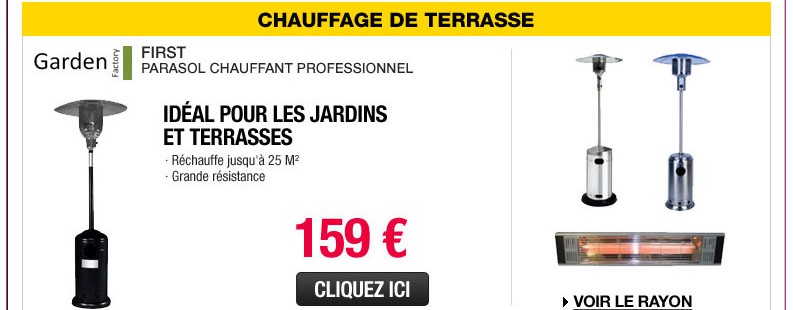 CHAUFFAGE DE TERRASSE
Garden Factory
FIRST
PARASOL CHAUFFANT PROFESSIONNEL
IDÉAL POUR LES JARDINS
ET TERRASSES
· Réchauffe jusqu'à 25 M²
· Grande résistance
159 €
CLIQUEZ ICI
VOIR LE RAYON